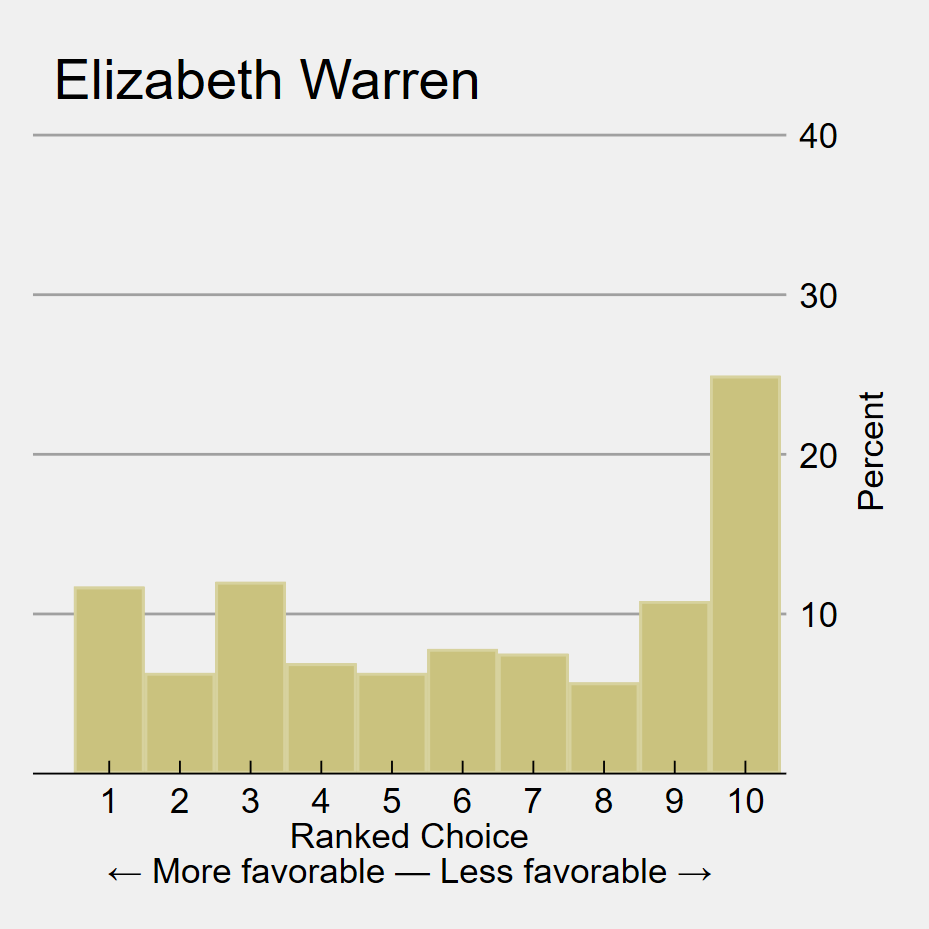 Elizabeth Warren
40
30
20
10
Percent
1 2 3 4 5 6 7 8 9 10
Ranked Choice
← More favorable — Less favorable →